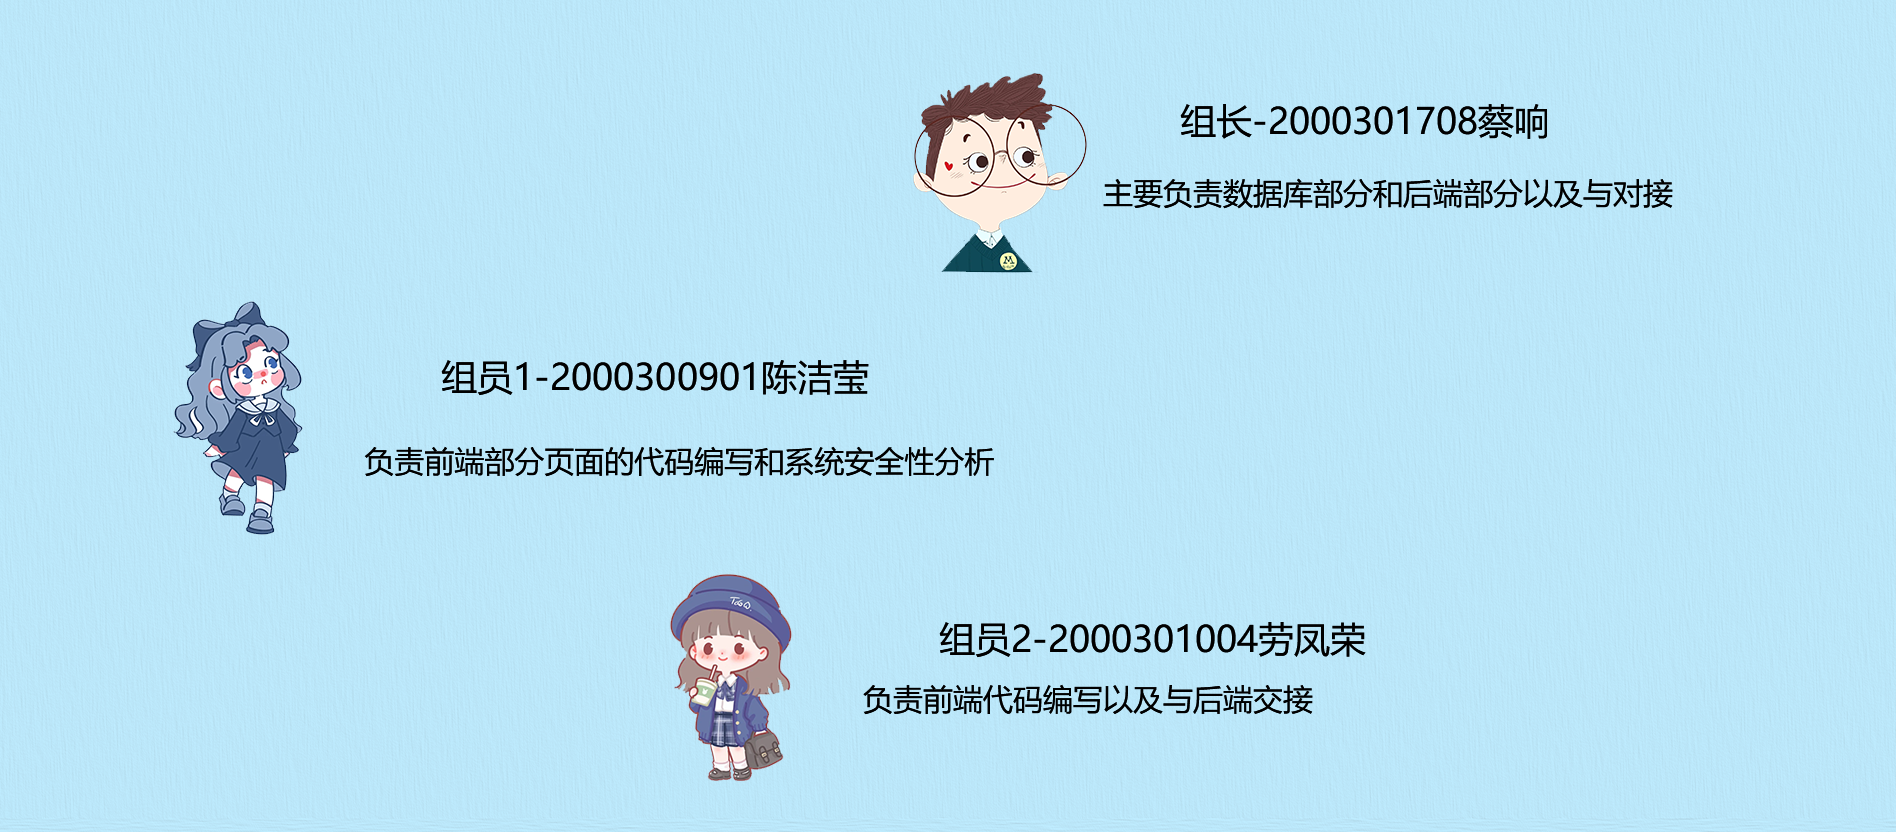 组长-2000301708蔡响
主要负责数据库部分和后端部分以及与对接
M
组员1-2000300901陈洁莹
负责前端部分页面的代码编写和系统安全性分析
组员2-2000301004劳凤荣
负责前端代码编写以及与后端交接